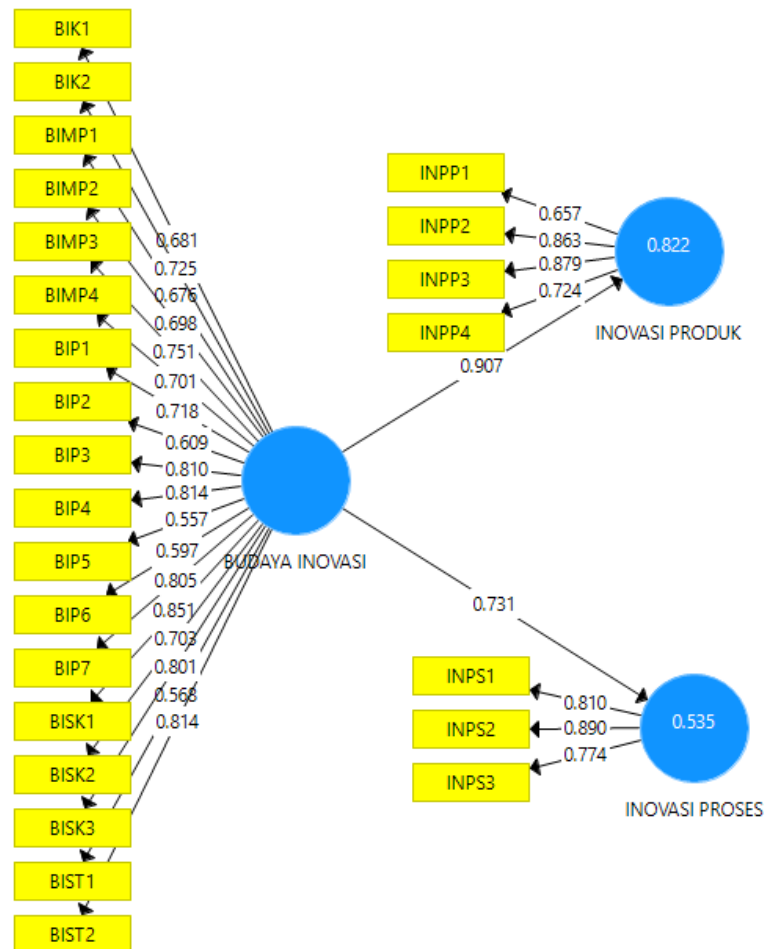 BIK1
BIK2
BIMP1
BIMP2
BIMP3
BIMP4
BIP1
BIP2
BIP3
BIP4
BIP5
BIP6
BIP7
BISK1
BISK2
BISK3
BIST1
BIST2
0.681
0.725
0.676
0.698
0.751
0.701
0.718
0.609
0.810
0.814
0.557
0.597
0.805
0.851
0.703
0.801
0.568
0.814
BUDAYA INOVASI
INPP1
INPP2
INPP3
INPP4
0.657
0.863
0.879
0.724
0.822
INOVASI PRODUK
0.907
0.731
INPS1
INPS2
INPS3
0.810
0.890
0.774
0.535
INOVASI PROSES